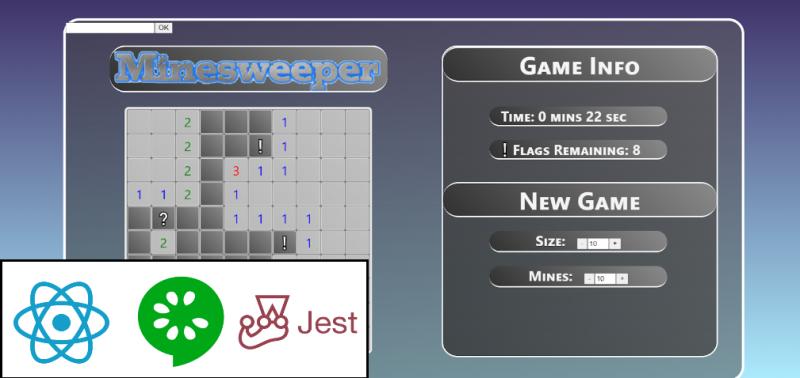 OK
Minesweeper
2 1
2 ! 1
2 3 1 1
1 1 2 1
? 1 1 1 1
2 ! 1
Jest
Game Info
Time: 0 mins 22 sec
! Flags Remaining: 8
New Game
Size: - 10 +
Mines: - 10 +